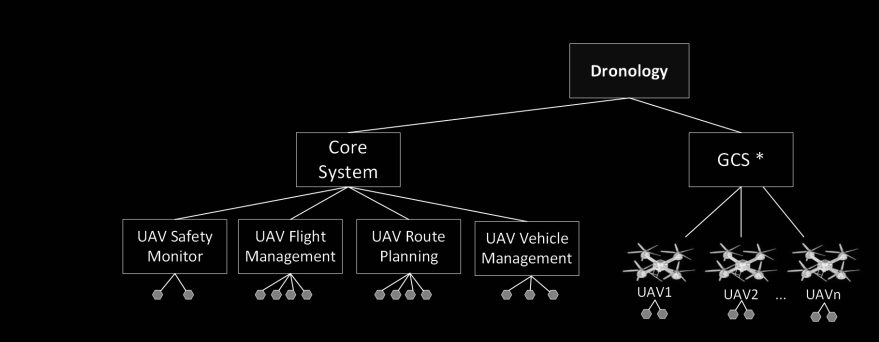 Dronology
Core
System
GCS *
UAV Safety
Monitor
UAV Flight
Management
UAV Route
Planning
UAV Vehicle
Management
UAV1
UAV2
...
UAVn